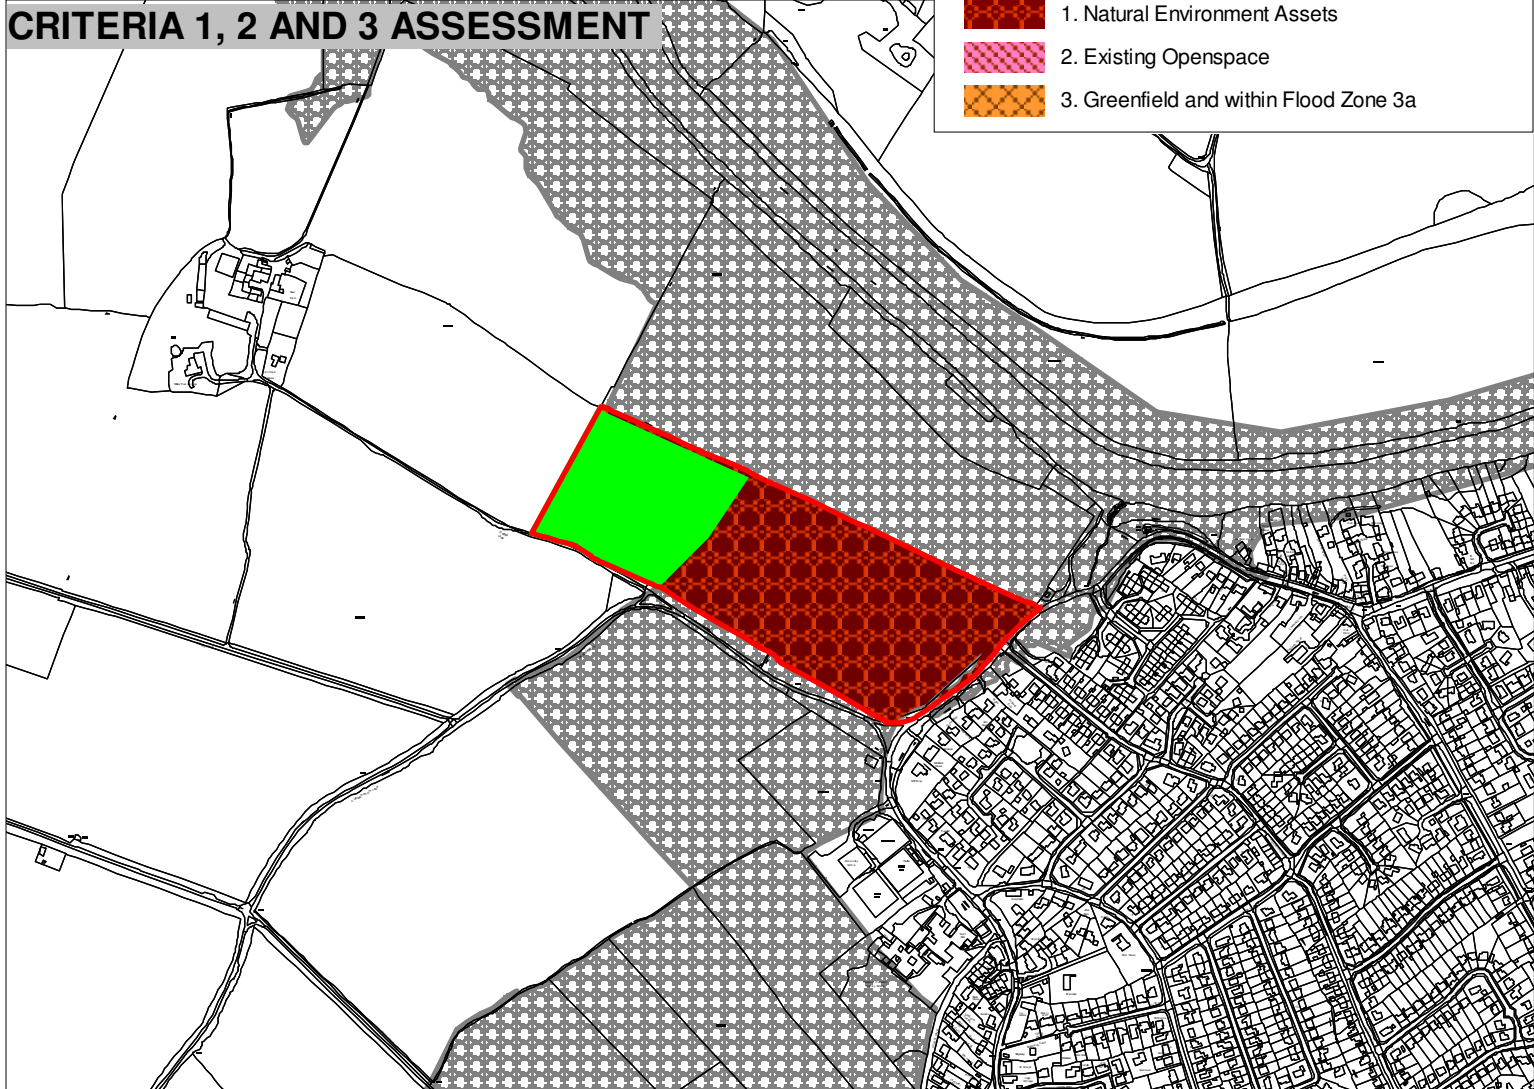 CRITERIA 1, 2 AND 3 ASSESSMENT
1. Natural Environment Assets
2. Existing Openspace
3. Greenfield and within Flood Zone 3a